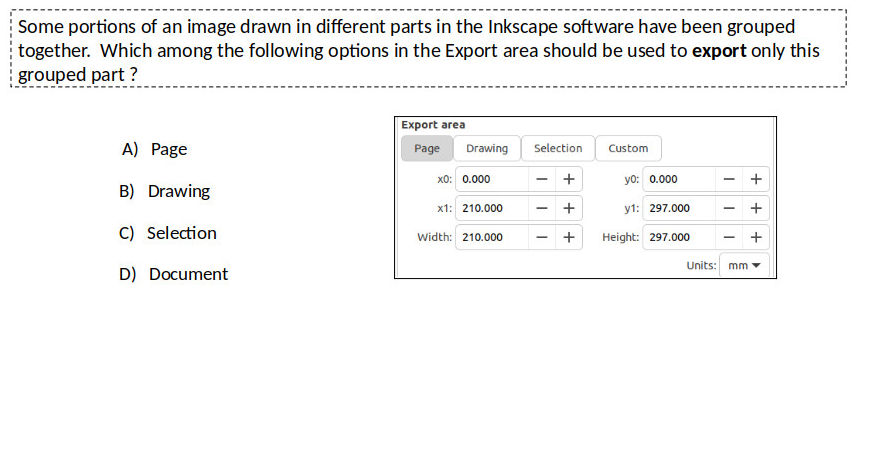 Some portions of an image drawn in different parts in the Inkscape software have been grouped
together. Which among the following options in the Export area should be used to export only this
grouped part ?
A) Page
B) Drawing
C) Selection
D) Document
Export area
Page Drawing Selection Custom
x0: 0.000 − + y0: 0.000 − +
x1: 210.000 − + y1: 297.000 − +
Width: 210.000 − + Height: 297.000 − +
Units: mm